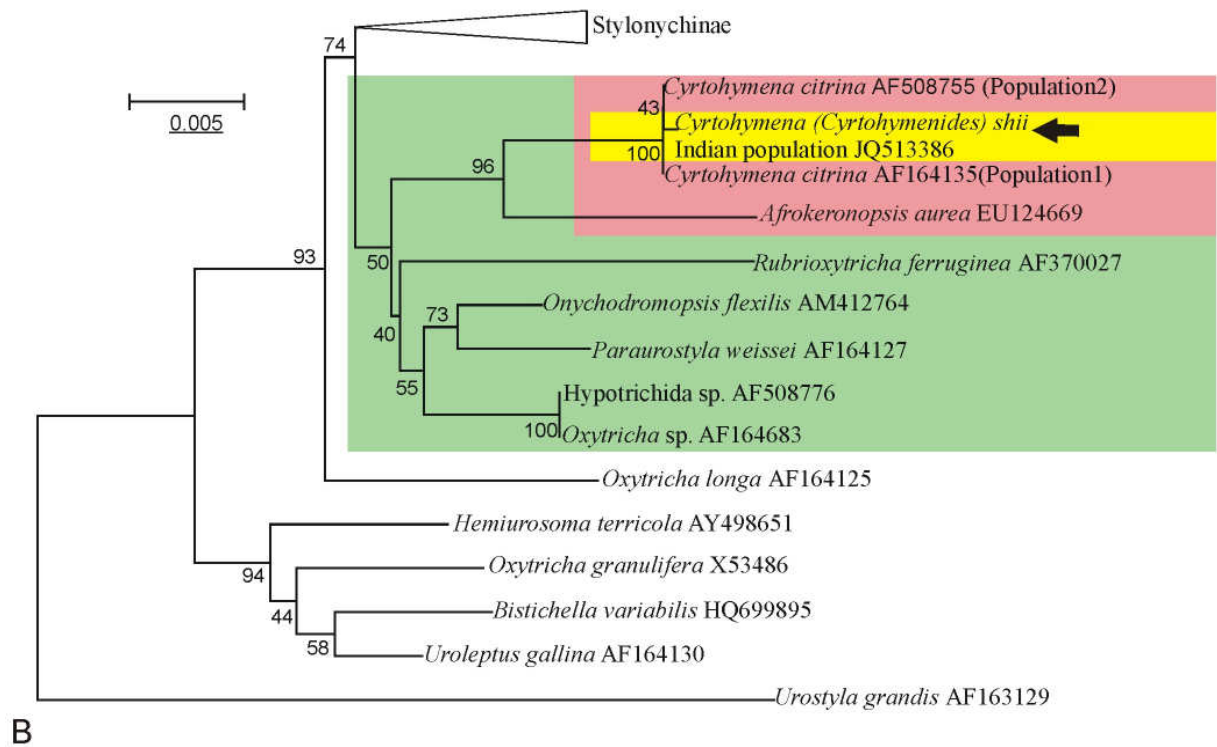 Stylonychinae
74
Cyrtohymena citrina AF508755 (Population2)
0.005
43
Cyrtohymena (Cyrtohymenides) shii
Indian population JQ513386
100
96
Cyrtohymena citrina AF164135(Population1)
Afrokeronopsis aurea EU124669
93
50
Rubrioxytricha ferruginea AF370027
Onychodromopsis flexilis AM412764
73
40
Paraurostyla weissei AF164127
55
Hypotrichida sp. AF508776
100
Oxytricha sp. AF164683
Oxytricha longa AF164125
Hemiurosoma terricola AY498651
94
Oxytricha granulifera X53486
44
Bistichella variabilis HQ699895
58
Uroleptus gallina AF164130
Urostyla grandis AF163129
B